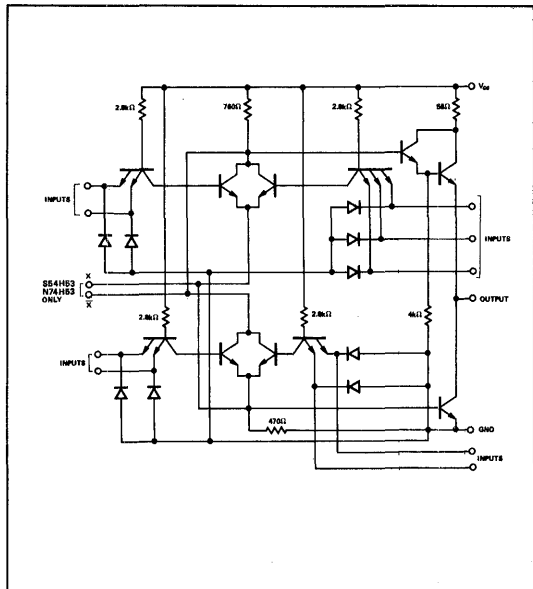 V_CC
2.8kΩ 760Ω 2.8kΩ 58Ω
INPUTS
INPUTS
X
S54H53
N74H53
ONLY
X̅
OUTPUT
2.8kΩ 2.8kΩ 4kΩ
INPUTS
470Ω
GND
INPUTS